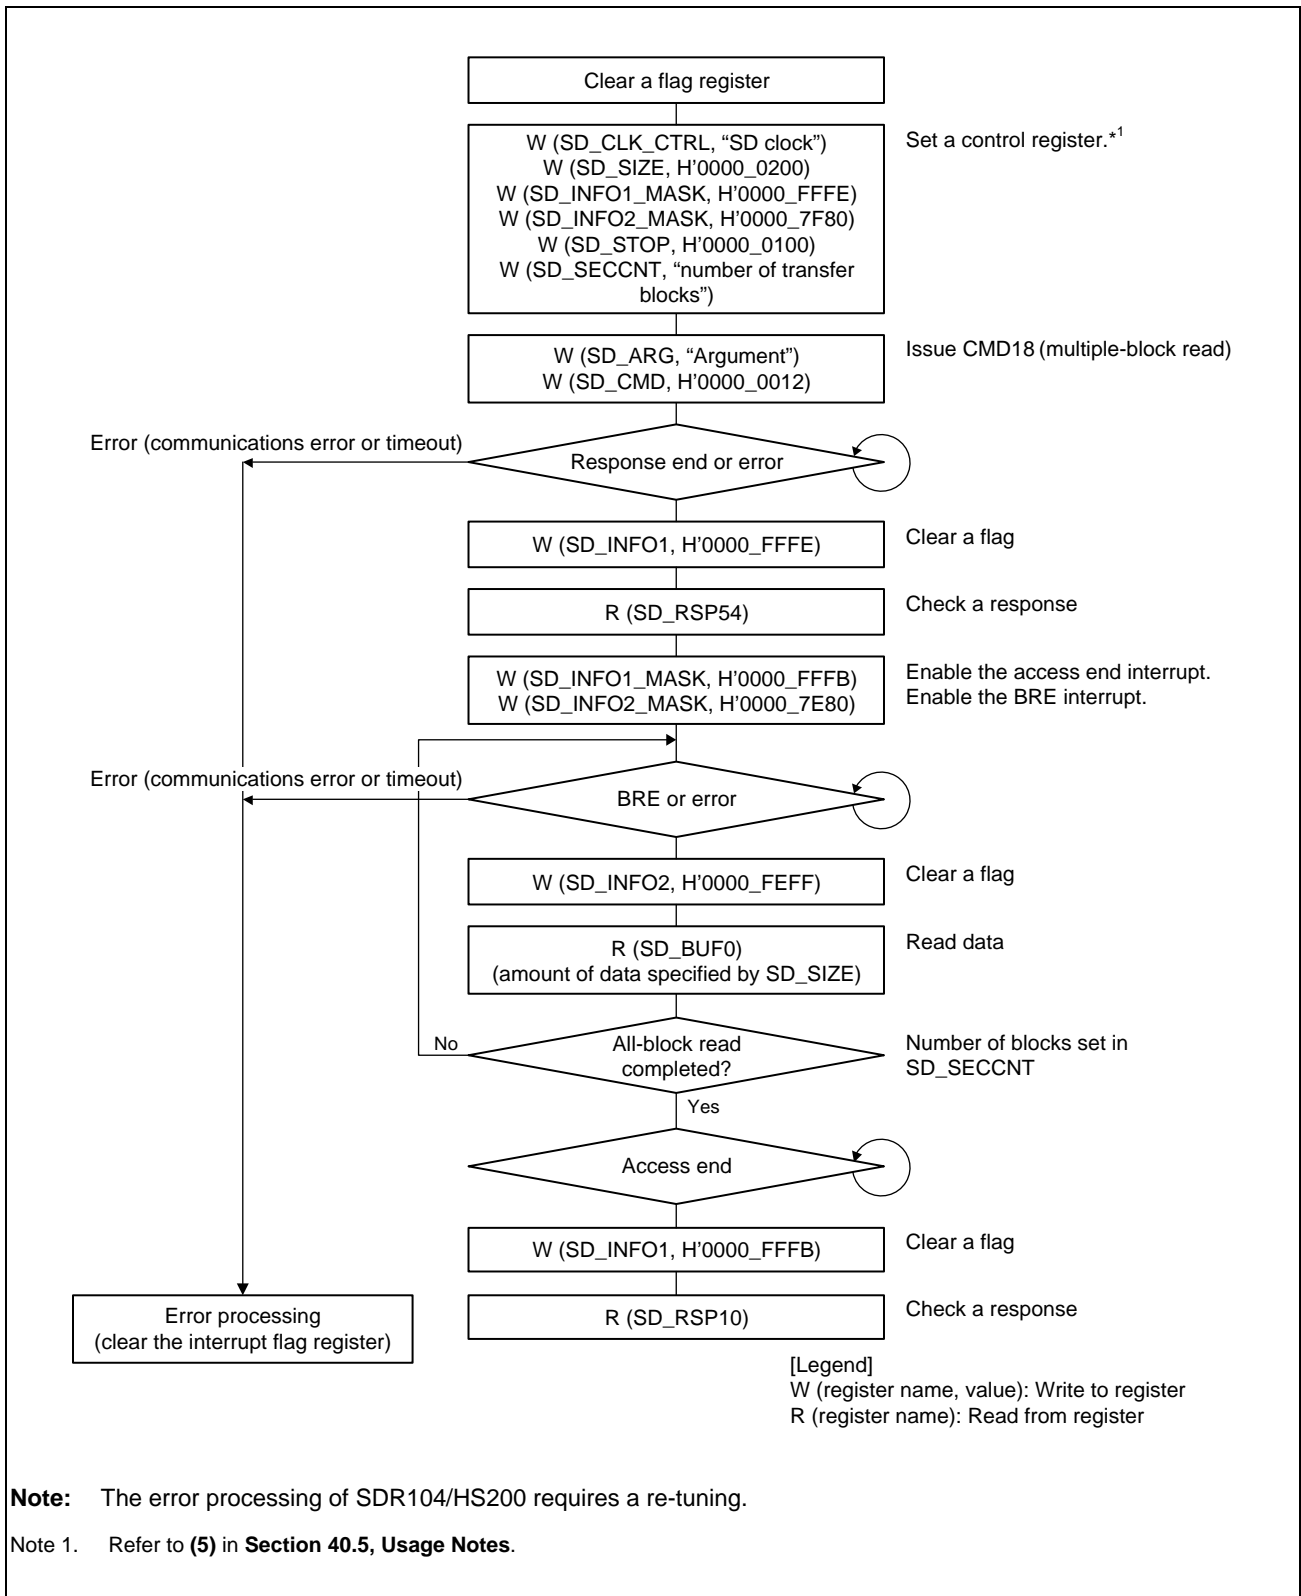 Clear a flag register
W (SD_CLK_CTRL, “SD clock”)
W (SD_SIZE, H’0000_0200)
W (SD_INFO1_MASK, H’0000_FFFE)
W (SD_INFO2_MASK, H’0000_7F80)
W (SD_STOP, H’0000_0100)
W (SD_SECCNT, “number of transfer
blocks”)
Set a control register.*1
W (SD_ARG, “Argument”)
W (SD_CMD, H’0000_0012)
Issue CMD18 (multiple-block read)
Error (communications error or timeout)
Response end or error
W (SD_INFO1, H’0000_FFFE)
Clear a flag
R (SD_RSP54)
Check a response
W (SD_INFO1_MASK, H’0000_FFFB)
W (SD_INFO2_MASK, H’0000_7E80)
Enable the access end interrupt.
Enable the BRE interrupt.
Error (communications error or timeout)
BRE or error
W (SD_INFO2, H’0000_FEFF)
Clear a flag
R (SD_BUF0)
(amount of data specified by SD_SIZE)
Read data
No
All-block read
completed?
Number of blocks set in
SD_SECCNT
Yes
Access end
W (SD_INFO1, H’0000_FFFB)
Clear a flag
Error processing
(clear the interrupt flag register)
R (SD_RSP10)
Check a response
[Legend]
W (register name, value): Write to register
R (register name): Read from register
Note: The error processing of SDR104/HS200 requires a re-tuning.
Note 1. Refer to (5) in Section 40.5, Usage Notes.